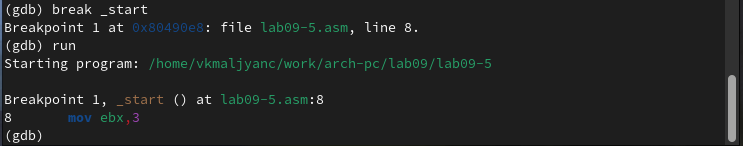 (gdb) break _start
Breakpoint 1 at 0x80490e8: file lab09-5.asm, line 8.
(gdb) run
Starting program: /home/vkmaljyanc/work/arch-pc/lab09/lab09-5

Breakpoint 1, _start () at lab09-5.asm:8
8       mov ebx,3
(gdb)